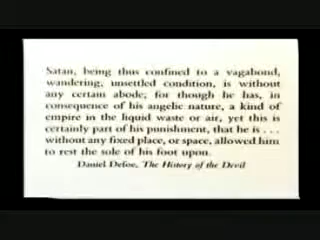 Satan, being thus confined to a vagabond,
wandering, unsettled condition, is without
any certain abode; for though he has, in
consequence of his angelic nature, a kind of
empire in the liquid waste or air, yet this is
certainly part of his punishment, that he is . . .
without any fixed place, or space, allowed him
to rest the sole of his foot upon.
Daniel Defoe, The History of the Devil